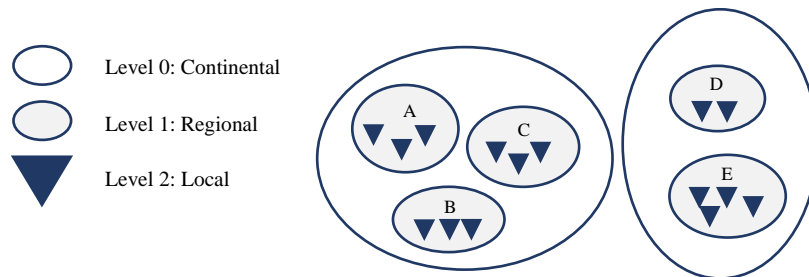 Level 0: Continental
Level 1: Regional
Level 2: Local
A
C
B
D
E